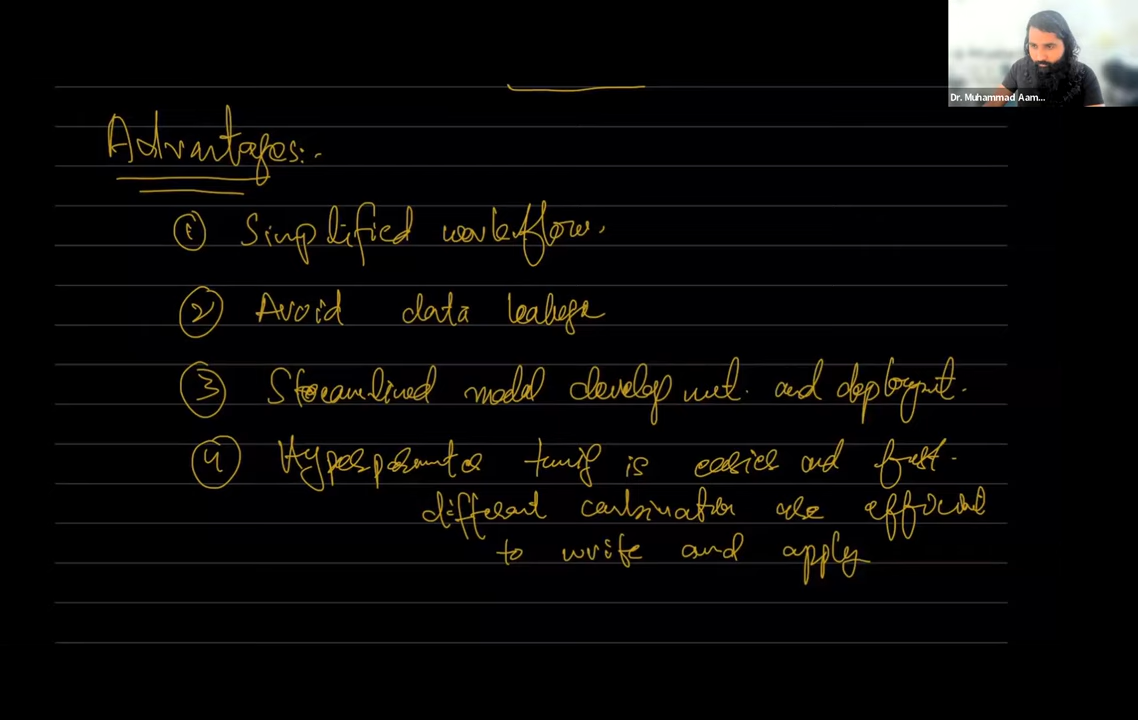 Dr. Muhammad Aam...
Advantages:-
① Simplified workflow.
② Avoid data leakage
③ Streamlined model development. and deployment.
④ Hyperparameter tuning is easier and fast.
different combination are efficient
to write and apply